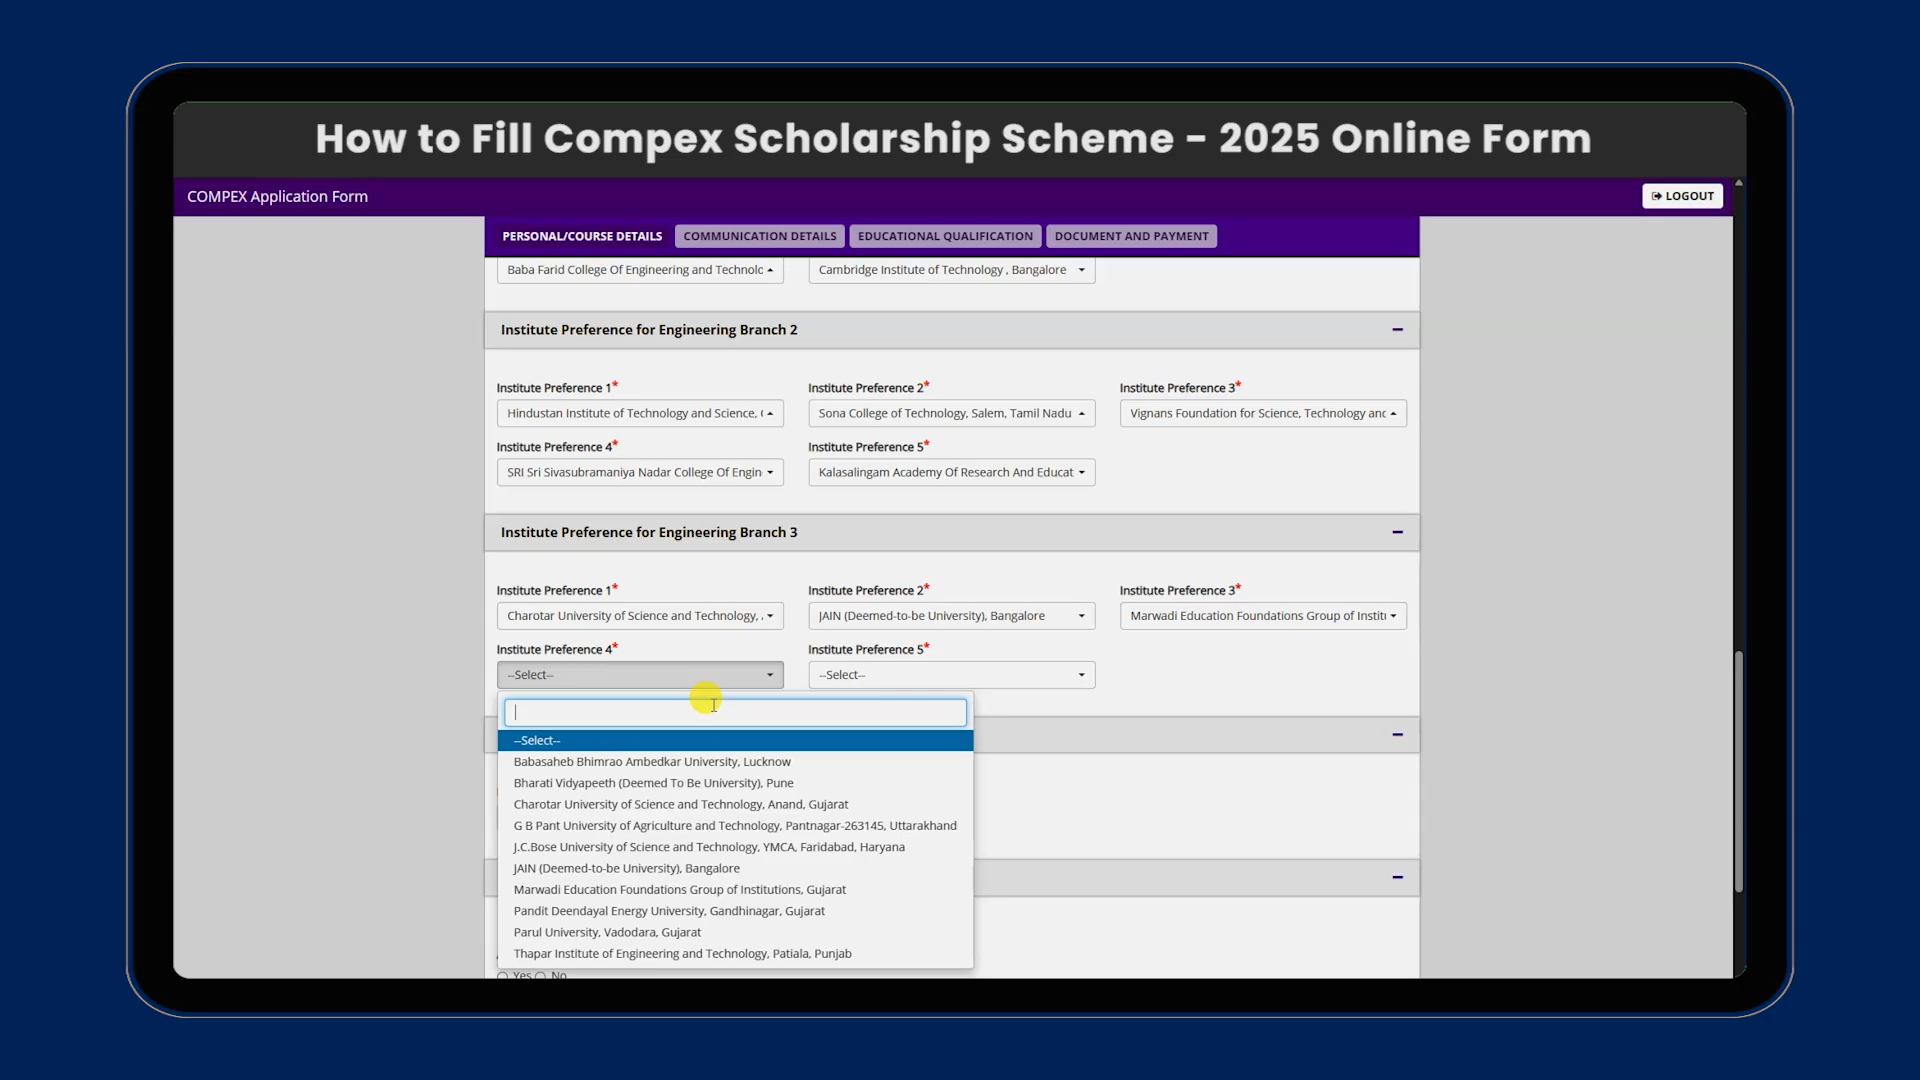 How to Fill Compex Scholarship Scheme - 2025 Online Form
COMPEX Application Form
LOGOUT
PERSONAL/COURSE DETAILS
COMMUNICATION DETAILS
EDUCATIONAL QUALIFICATION
DOCUMENT AND PAYMENT
Baba Farid College Of Engineering and Technolc
Cambridge Institute of Technology , Bangalore
Institute Preference for Engineering Branch 2
Institute Preference 1*
Institute Preference 2*
Institute Preference 3*
Hindustan Institute of Technology and Science, (
Sona College of Technology, Salem, Tamil Nadu
Vignans Foundation for Science, Technology anc
Institute Preference 4*
Institute Preference 5*
SRI Sri Sivasubramaniya Nadar College Of Engin
Kalasalingam Academy Of Research And Educat
Institute Preference for Engineering Branch 3
Institute Preference 1*
Institute Preference 2*
Institute Preference 3*
Charotar University of Science and Technology, .
JAIN (Deemed-to-be University), Bangalore
Marwadi Education Foundations Group of Instit
Institute Preference 4*
Institute Preference 5*
--Select--
--Select--
--Select--
Babasaheb Bhimrao Ambedkar University, Lucknow
Bharati Vidyapeeth (Deemed To Be University), Pune
Charotar University of Science and Technology, Anand, Gujarat
G B Pant University of Agriculture and Technology, Pantnagar-263145, Uttarakhand
J.C.Bose University of Science and Technology, YMCA, Faridabad, Haryana
JAIN (Deemed-to-be University), Bangalore
Marwadi Education Foundations Group of Institutions, Gujarat
Pandit Deendayal Energy University, Gandhinagar, Gujarat
Parul University, Vadodara, Gujarat
Thapar Institute of Engineering and Technology, Patiala, Punjab
Yes No